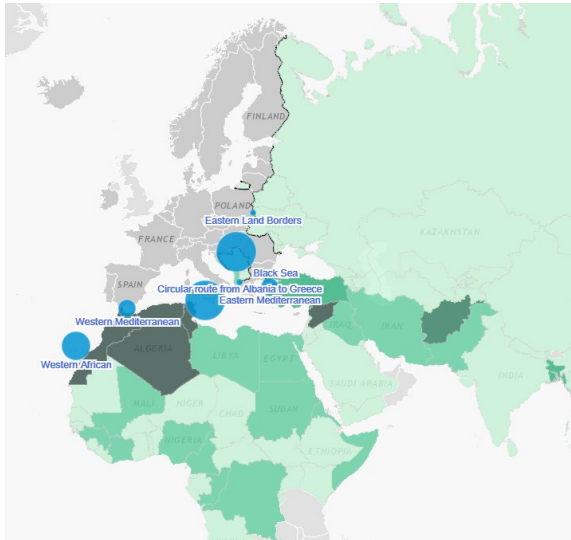 FINLAND
POLAND
Eastern Land Borders
KAZAKHSTAN
FRANCE
Black Sea
SPAIN
Circular route from Albania to Greece
Eastern Mediterranean
Western Mediterranean
IRAQ
IRAN
ALGERIA
LIBYA
EGYPT
Western African
SAUDI ARABIA
INDIA
MALI
NIGER
CHAD
SUDAN
NIGERIA
ETHIOPIA